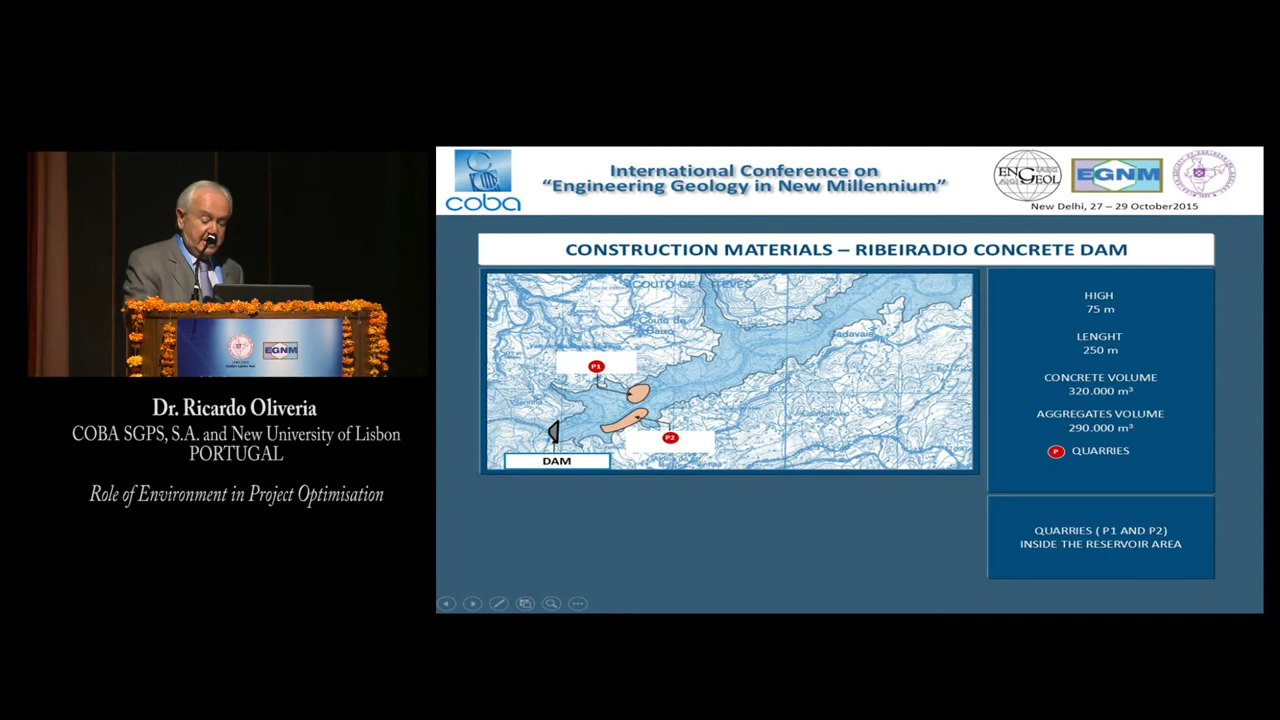 coba
International Conference on
“Engineering Geology in New Millennium”
ENGEOL
EGNM
New Delhi, 27 – 29 October2015
CONSTRUCTION MATERIALS – RIBEIRADIO CONCRETE DAM
P1
P2
DAM
HIGH
75 m
LENGHT
250 m
CONCRETE VOLUME
320.000 m³
AGGREGATES VOLUME
290.000 m³
P QUARRIES
QUARRIES ( P1 AND P2)
INSIDE THE RESERVOIR AREA
EGNM
Dr. Ricardo Oliveria
COBA SGPS, S.A. and New University of Lisbon
PORTUGAL
Role of Environment in Project Optimisation